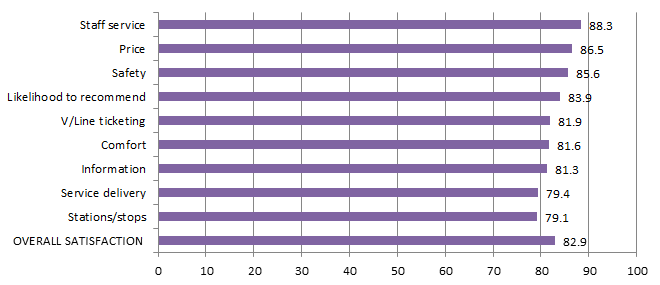 Staff service 88.3
Price 86.5
Safety 85.6
Likelihood to recommend 83.9
V/Line ticketing 81.9
Comfort 81.6
Information 81.3
Service delivery 79.4
Stations/stops 79.1
OVERALL SATISFACTION 82.9
0 10 20 30 40 50 60 70 80 90 100